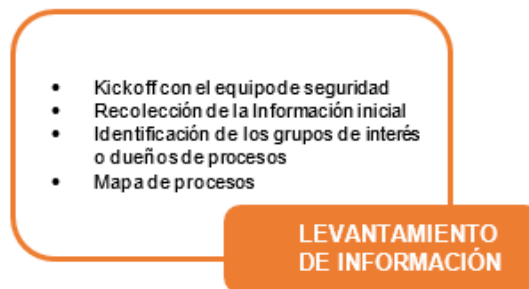 • Kickoff con el equipo de seguridad
• Recolección de la Información inicial
• Identificación de los grupos de interés
o dueños de procesos
• Mapa de procesos
LEVANTAMIENTO
DE INFORMACIÓN